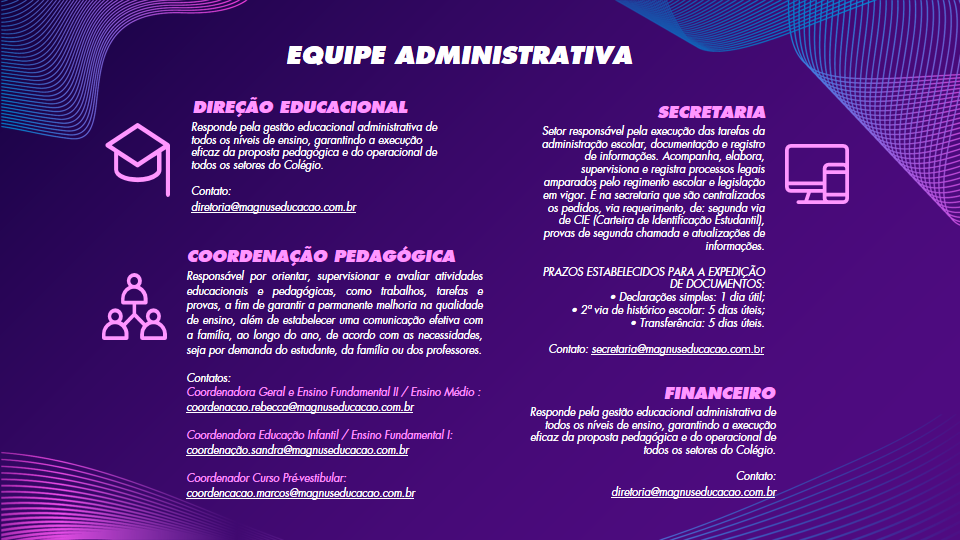 EQUIPE ADMINISTRATIVA
DIREÇÃO EDUCACIONAL
Responde pela gestão educacional administrativa de
todos os níveis de ensino, garantindo a execução
eficaz da proposta pedagógica e do operacional de
todos os setores do Colégio.
Contato:
diretoria@magnuseducacao.com.br
COORDENAÇÃO PEDAGÓGICA
Responsável por orientar, supervisionar e avaliar atividades
educacionais e pedagógicas, como trabalhos, tarefas e
provas, a fim de garantir a permanente melhoria na qualidade
de ensino, além de estabelecer uma comunicação efetiva com
a família, ao longo do ano, de acordo com as necessidades,
seja por demanda do estudante, da família ou dos professores.
Contatos:
Coordenadora Geral e Ensino Fundamental II / Ensino Médio :
coordenacao.rebecca@magnuseducacao.com.br
Coordenadora Educação Infantil / Ensino Fundamental I:
coordenação.sandra@magnuseducacao.com.br
Coordenador Curso Pré-vestibular:
coordencacao.marcos@magnuseducacao.com.br
SECRETARIA
Setor responsável pela execução das tarefas da
administração escolar, documentação e registro
de informações. Acompanha, elabora,
supervisiona e registra processos legais
amparados pelo regimento escolar e legislação
em vigor. É na secretaria que são centralizados
os pedidos, via requerimento, de: segunda via
de CIE (Carteira de Identificação Estudantil),
provas de segunda chamada e atualizações de
informações.
PRAZOS ESTABELECIDOS PARA A EXPEDIÇÃO
DE DOCUMENTOS:
• Declarações simples: 1 dia útil;
• 2ª via de histórico escolar: 5 dias úteis;
• Transferência: 5 dias úteis.
Contato: secretaria@magnuseducacao.com.br
FINANCEIRO
Responde pela gestão educacional administrativa de
todos os níveis de ensino, garantindo a execução
eficaz da proposta pedagógica e do operacional de
todos os setores do Colégio.
Contato:
diretoria@magnuseducacao.com.br